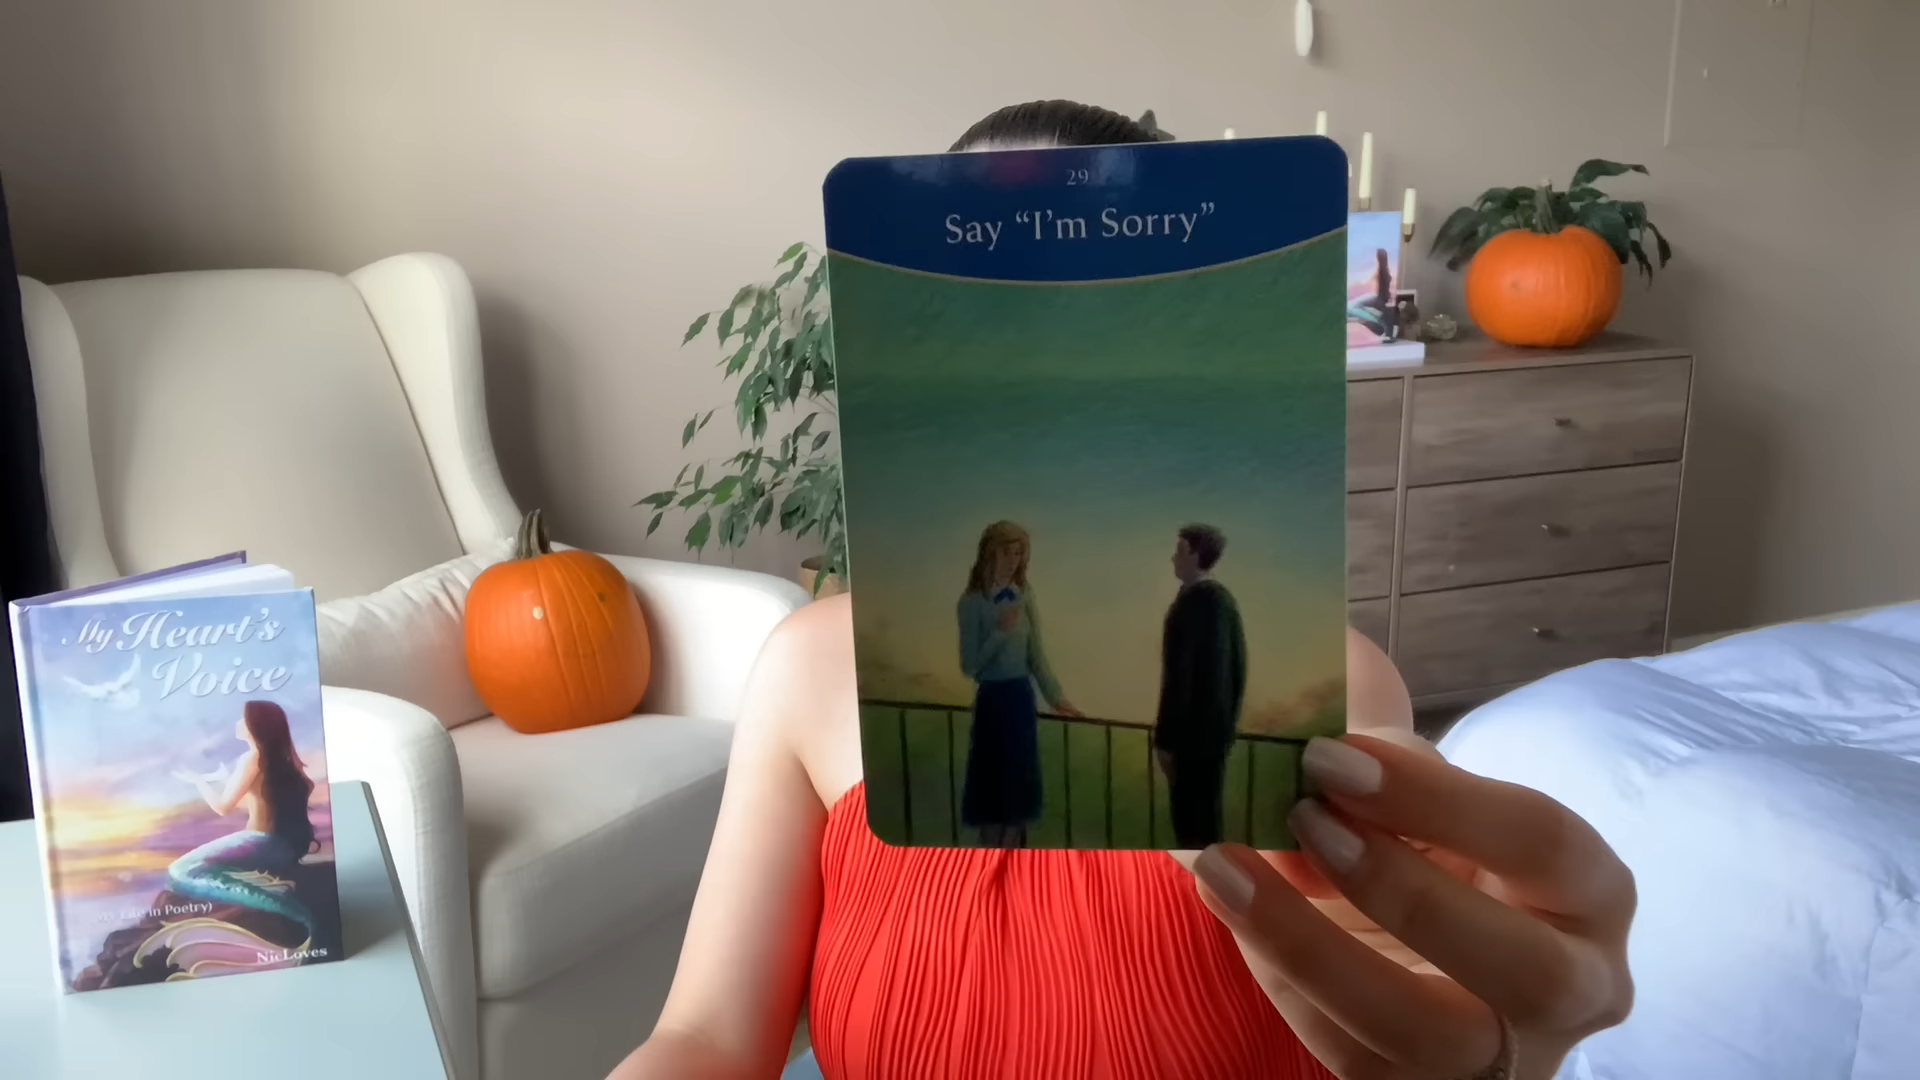 29
Say “I’m Sorry”
My Heart's
Voice
(My Life in Poetry)
NicLoves